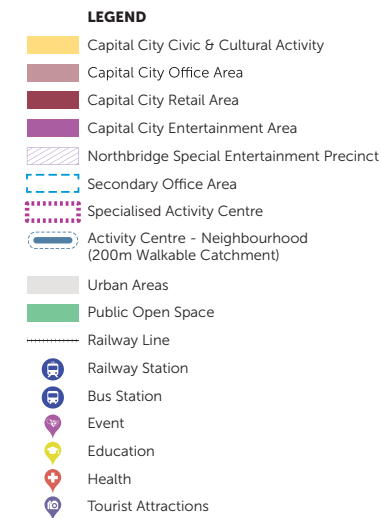 LEGEND
Capital City Civic & Cultural Activity
Capital City Office Area
Capital City Retail Area
Capital City Entertainment Area
Northbridge Special Entertainment Precinct
Secondary Office Area
Specialised Activity Centre
Activity Centre - Neighbourhood
(200m Walkable Catchment)
Urban Areas
Public Open Space
Railway Line
Railway Station
Bus Station
Event
Education
Health
Tourist Attractions